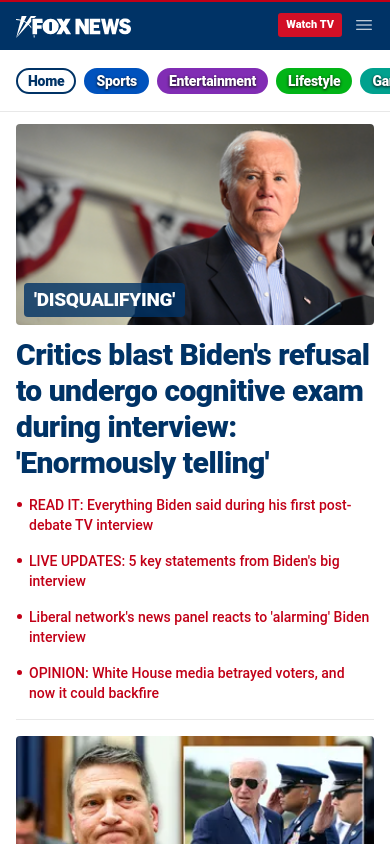 FOX NEWS
Watch TV
Home
Sports
Entertainment
Lifestyle
'DISQUALIFYING'
Critics blast Biden's refusal
to undergo cognitive exam
during interview:
'Enormously telling'
• READ IT: Everything Biden said during his first post-
debate TV interview
• LIVE UPDATES: 5 key statements from Biden's big
interview
• Liberal network's news panel reacts to 'alarming' Biden
interview
• OPINION: White House media betrayed voters, and
now it could backfire